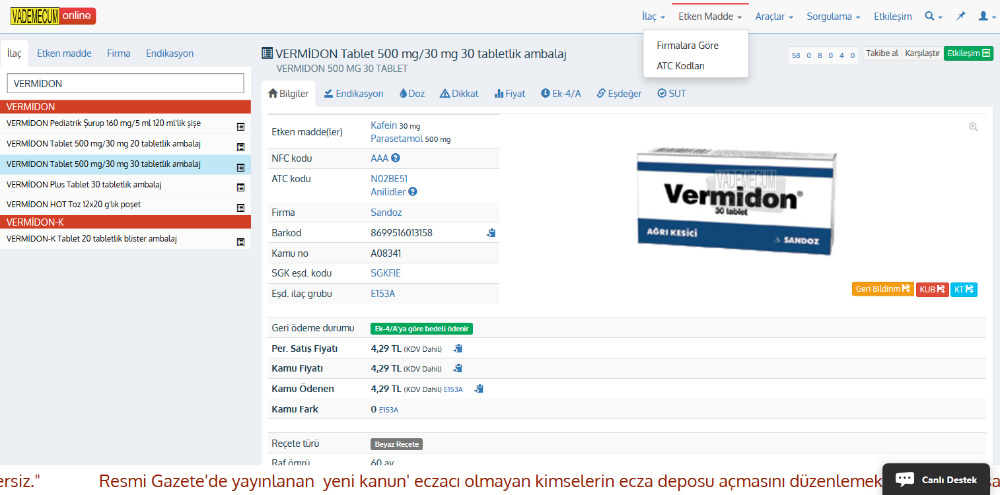 VADEMECUM online
İlaç Etken Madde Araçlar Sorgulama Etkileşim
Firmalara Göre
ATC Kodları
İlaç Etken madde Firma Endikasyon
VERMİDON
VERMİDON
VERMİDON Pediatrik Şurup 160 mg/5 ml 120 ml'lik şişe
VERMİDON Tablet 500 mg/30 mg 20 tabletlik ambalaj
VERMİDON Tablet 500 mg/30 mg 30 tabletlik ambalaj
VERMİDON Plus Tablet 30 tabletlik ambalaj
VERMİDON HOT Toz 12x20 g'lık poşet
VERMİDON-K
VERMİDON-K Tablet 20 tabletlik blister ambalaj
VERMİDON Tablet 500 mg/30 mg 30 tabletlik ambalaj
VERMIDON 500 MG 30 TABLET
58 0 8 0 4 0 Takibe al Karşılaştır Etkileşim
Bilgiler Endikasyon Doz Dikkat Fiyat Ek-4/A Eşdeğer SUT
Etken madde(ler) Kafein 30 mg
Parasetamol 500 mg
NFC kodu AAA
ATC kodu N02BE51
Anilidler
Firma Sandoz
Barkod 8699516013158
Kamu no A08341
SGK eşd. kodu SGKFIE
Eşd. ilaç grubu E153A
VADEMECUM
Vermidon®
30 tablet
AĞRI KESİCİ
SANDOZ
Geri Bildirim KUB KT
Geri ödeme durumu Ek-4/A'ya göre bedeli ödenir
Per. Satış Fiyatı 4,29 TL (KDV Dahil)
Kamu Fiyatı 4,29 TL (KDV Dahil)
Kamu Ödenen 4,29 TL (KDV Dahil) E153A
Kamu Fark 0 E153A
Reçete türü Beyaz Recete
Raf ömrü 60 ay
ersiz." Resmi Gazete'de yayınlanan yeni kanun' eczacı olmayan kimselerin ecza deposu açmasını düzenlemek
Canlı Destek